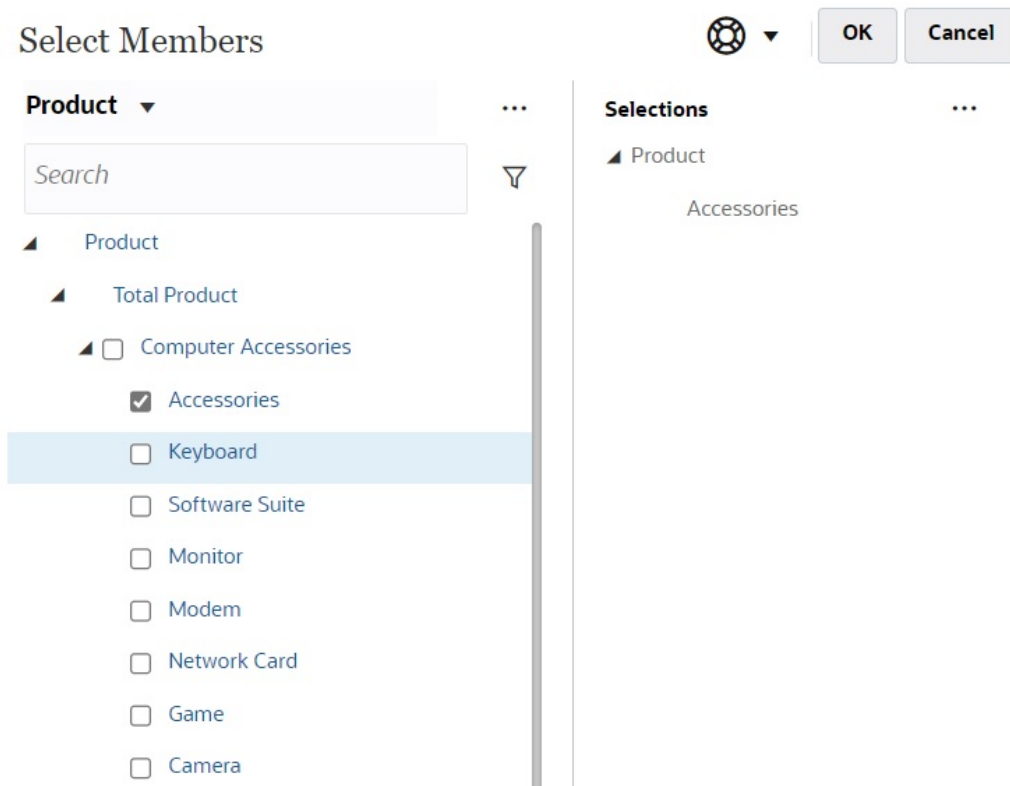 Select Members
OK
Cancel
Product
...
Search
Selections
...
Product
Accessories
Product
Total Product
Computer Accessories
Accessories
Keyboard
Software Suite
Monitor
Modem
Network Card
Game
Camera